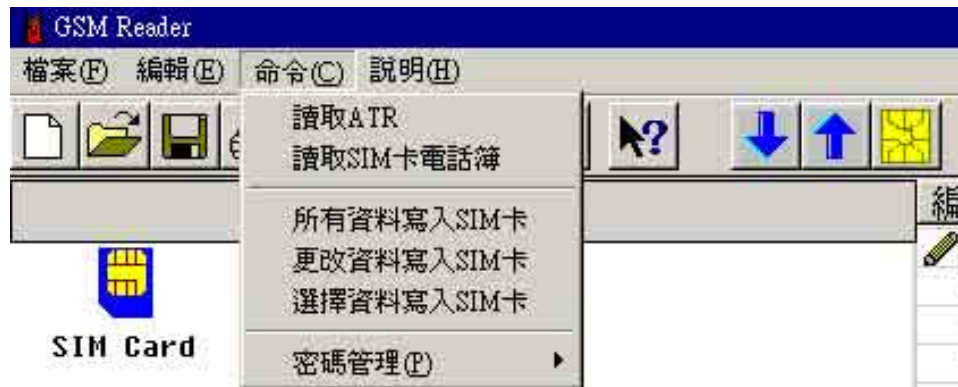 GSM Reader
檔案(F) 編輯(E) 命令(C) 說明(H)
讀取ATR
讀取SIM卡電話簿
所有資料寫入SIM卡
更改資料寫入SIM卡
選擇資料寫入SIM卡
密碼管理(P)
編
SIM Card